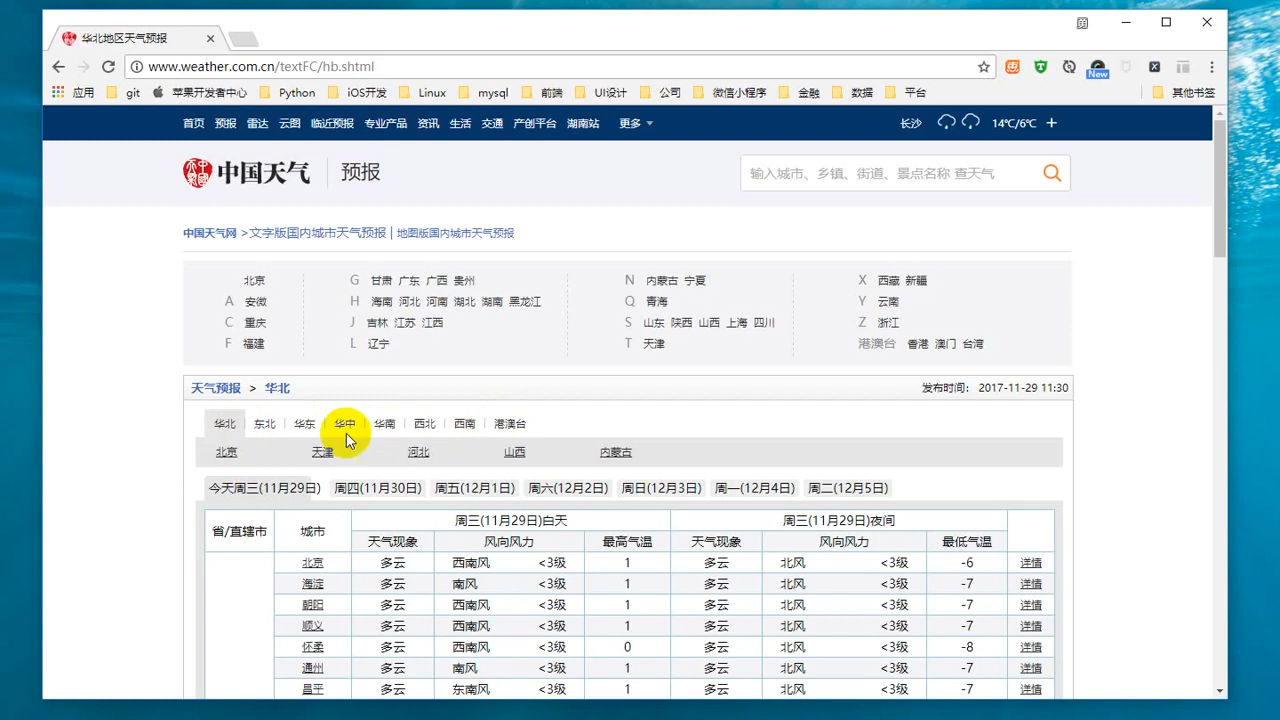 华北地区天气预报
www.weather.com.cn/textFC/hb.shtml
New
应用 git 苹果开发者中心 Python iOS开发 Linux mysql 前端 UI设计 公司 微信小程序 金融 数据 平台 其他书签
首页 预报 雷达 云图 临近预报 专业产品 资讯 生活 交通 产创平台 湖南站 更多 长沙 14℃/6℃ +
中国天气 预报 输入城市、乡镇、街道、景点名称 查天气
中国天气网 >文字版国内城市天气预报 | 地图版国内城市天气预报
北京 G 甘肃 广东 广西 贵州 N 内蒙古 宁夏 X 西藏 新疆
A 安徽 H 海南 河北 河南 湖北 湖南 黑龙江 Q 青海 Y 云南
C 重庆 J 吉林 江苏 江西 S 山东 陕西 山西 上海 四川 Z 浙江
F 福建 L 辽宁 T 天津 港澳台 香港 澳门 台湾
天气预报 > 华北 发布时间: 2017-11-29 11:30
华北 东北 华东 华中 华南 西北 西南 港澳台
北京 天津 河北 山西 内蒙古
今天周三(11月29日) 周四(11月30日) 周五(12月1日) 周六(12月2日) 周日(12月3日) 周一(12月4日) 周二(12月5日)
省/直辖市 城市 周三(11月29日)白天 周三(11月29日)夜间
天气现象 风向风力 最高气温 天气现象 风向风力 最低气温
北京 多云 西南风 <3级 1 多云 北风 <3级 -6 详情
海淀 多云 南风 <3级 1 多云 北风 <3级 -7 详情
朝阳 多云 西南风 <3级 1 多云 北风 <3级 -7 详情
顺义 多云 西南风 <3级 1 多云 北风 <3级 -7 详情
怀柔 多云 西南风 <3级 0 多云 北风 <3级 -8 详情
通州 多云 南风 <3级 1 多云 北风 <3级 -7 详情
昌平 多云 东南风 <3级 1 多云 北风 <3级 -7 详情